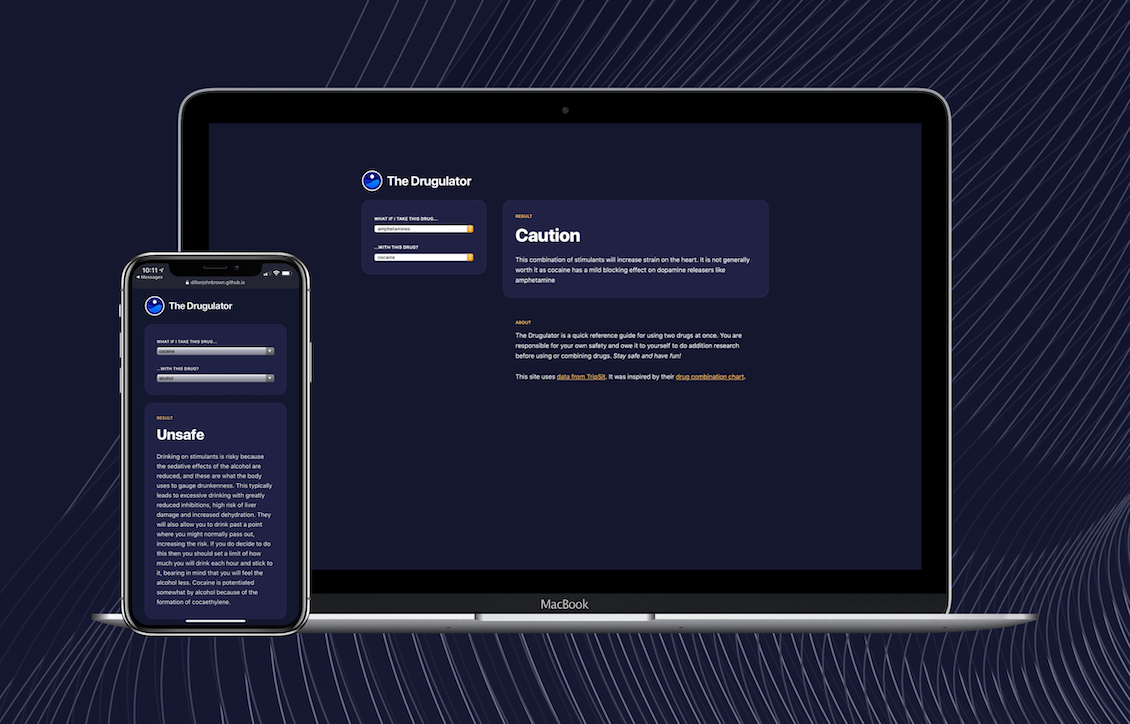 The Drugulator
WHAT IF I TAKE THIS DRUG...
amphetamines
...WITH THIS DRUG?
cocaine
RESULT
Caution
This combination of stimulants will increase strain on the heart. It is not generally
worth it as cocaine has a mild blocking effect on dopamine releasers like
amphetamine
ABOUT
The Drugulator is a quick reference guide for using two drugs at once. You are
responsible for your own safety and owe it to yourself to do addition research
before using or combining drugs. Stay safe and have fun!
This site uses data from TripSit. It was inspired by their drug combination chart.
MacBook
10:11
Messages
dillonjohnbrown.github.io
The Drugulator
WHAT IF I TAKE THIS DRUG...
cocaine
...WITH THIS DRUG?
alcohol
RESULT
Unsafe
Drinking on stimulants is risky because
the sedative effects of the alcohol are
reduced, and these are what the body
uses to gauge drunkenness. This typically
leads to excessive drinking with greatly
reduced inhibitions, high risk of liver
damage and increased dehydration. They
will also allow you to drink past a point
where you might normally pass out,
increasing the risk. If you do decide to do
this then you should set a limit of how
much you will drink each hour and stick to
it, bearing in mind that you will feel the
alcohol less. Cocaine is potentiated
somewhat by alcohol because of the
formation of cocaethylene.